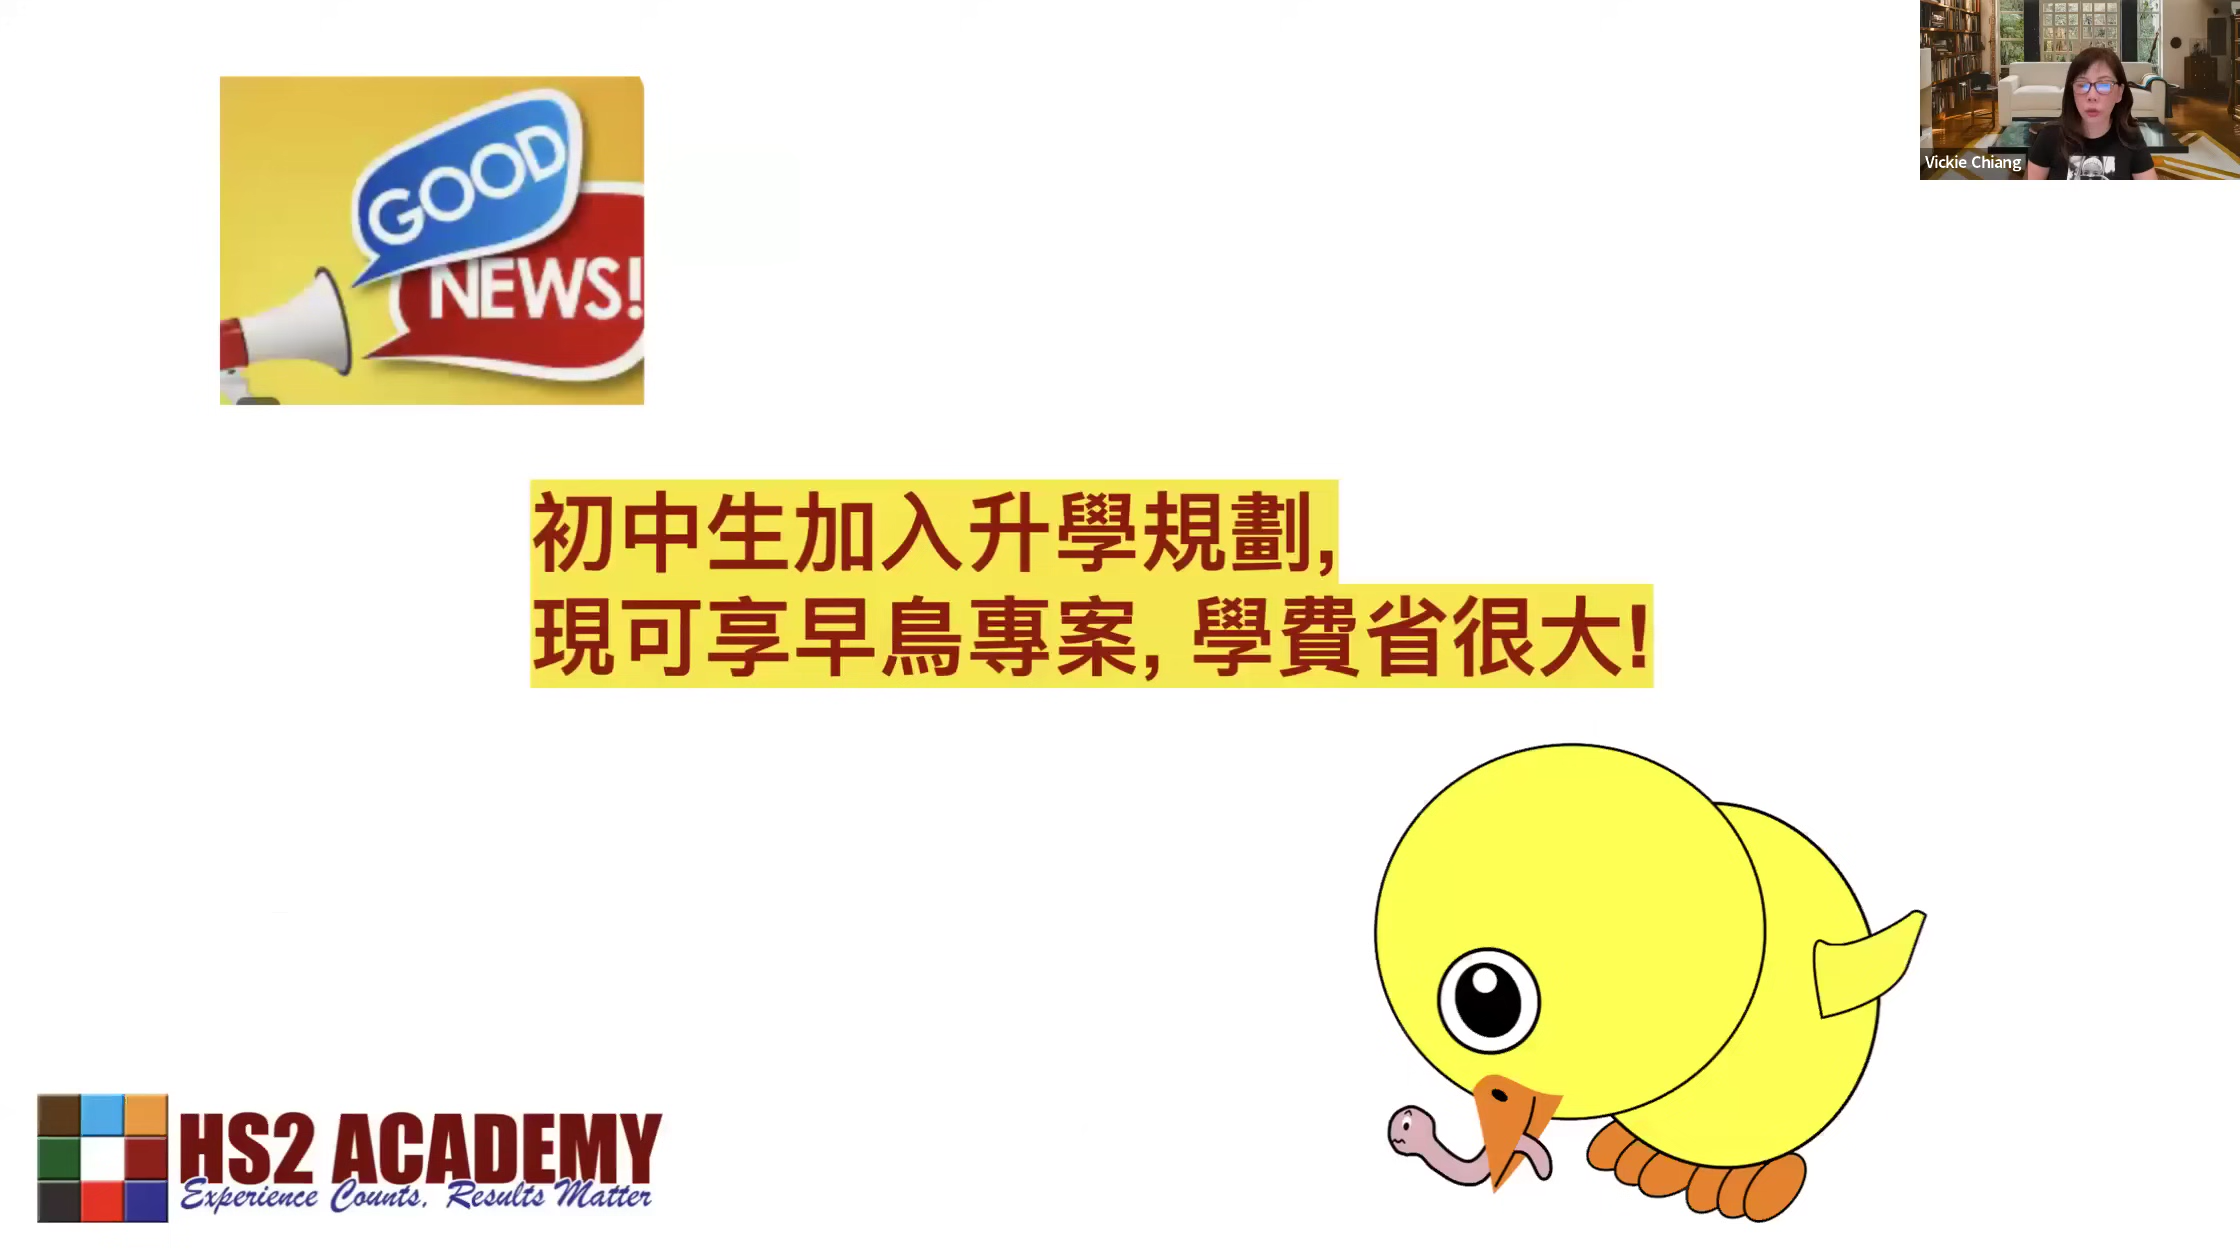 GOOD
NEWS!
Vickie Chiang
初中生加入升學規劃,
現可享早鳥專案, 學費省很大!
HS2 ACADEMY
Experience Counts, Results Matter